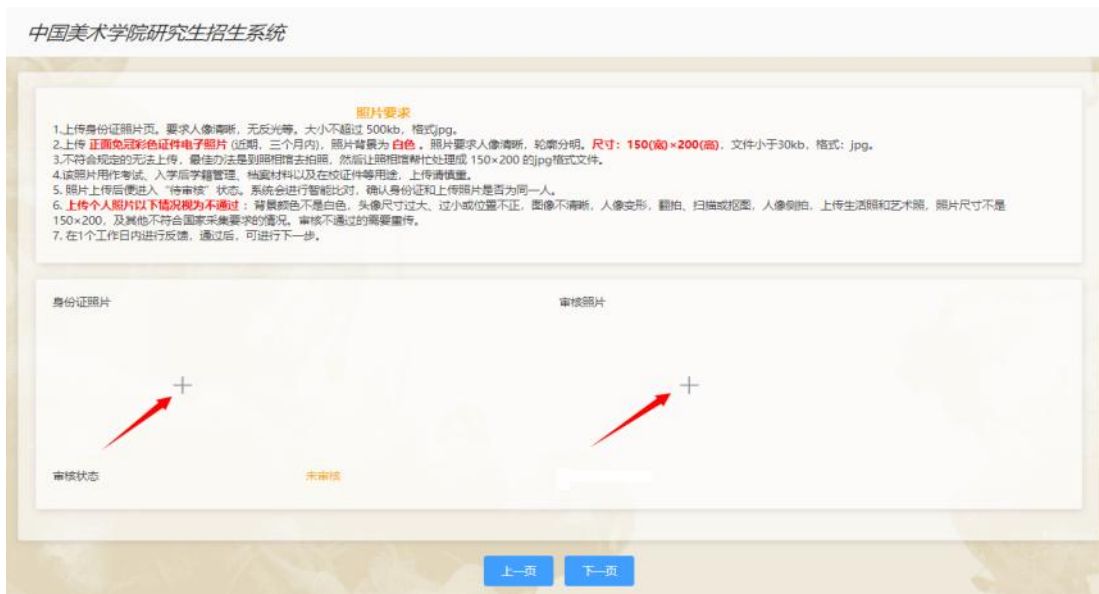 中国美术学院研究生招生系统
照片要求
1.上传身份证照片页。要求人像清晰，无反光等。大小不超过 500kb，格式jpg。
2.上传 正面免冠彩色证件电子照片 (近期，三个月内)，照片背景为 白色 。照片要求人像清晰，轮廓分明。尺寸：150(宽)×200(高)，文件小于30kb，格式：jpg。
3.不符合规定的无法上传，最佳办法是到照相馆去拍照，然后让照相馆帮忙处理成 150×200 的jpg格式文件。
4.该照片用作考试、入学后学籍管理、档案材料以及在校证件等用途，上传请慎重。
5. 照片上传后便进入“待审核”状态。系统会进行智能比对，确认身份证和上传照片是否为同一人。
6. 上传个人照片以下情况视为不通过 ：背景颜色不是白色，头像尺寸过大、过小或位置不正，图像不清晰，人像变形，翻拍、扫描或抠图，人像侧拍，上传生活照和艺术照，照片尺寸不是
150×200，及其他不符合国家采集要求的情况。审核不通过的需要重传。
7. 在1个工作日内进行反馈，通过后，可进行下一步。
身份证照片 审核照片
审核状态 未审核
上一页 下一页